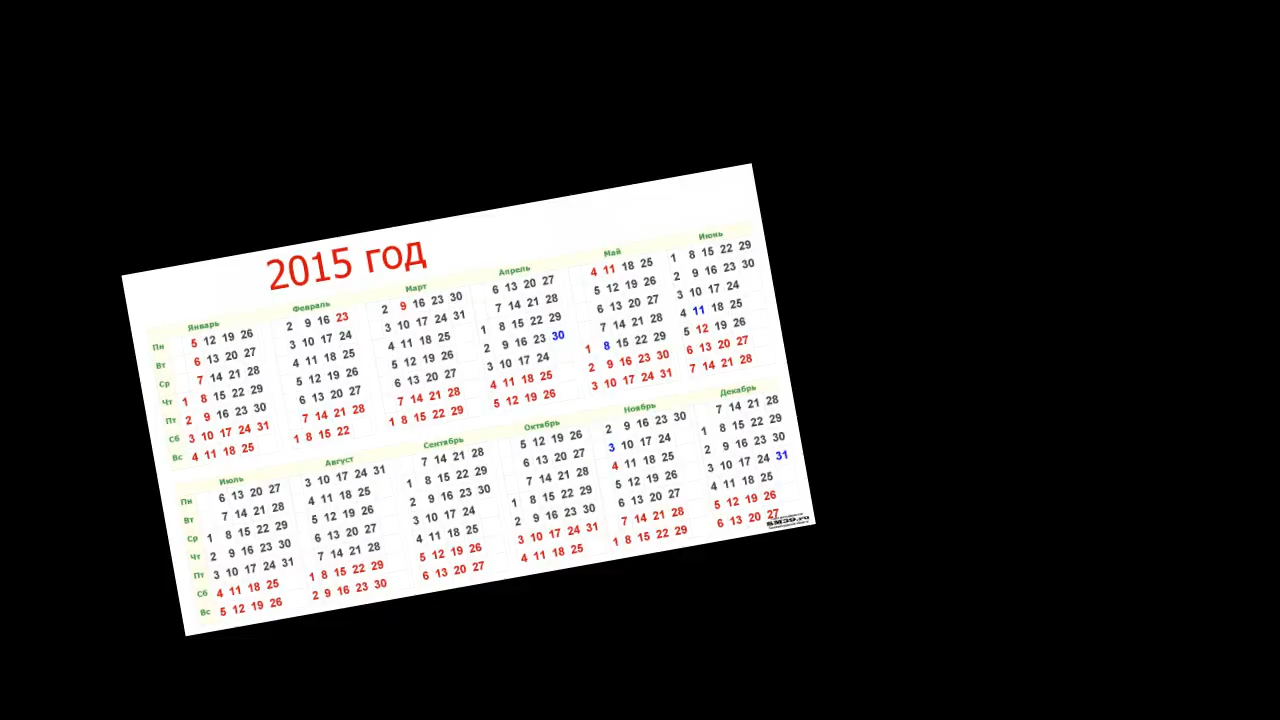 2015 год
Январь Февраль Март Апрель Май Июнь
Пн 5 12 19 26 2 9 16 23 2 9 16 23 30 6 13 20 27 4 11 18 25 1 8 15 22 29
Вт 6 13 20 27 3 10 17 24 3 10 17 24 31 7 14 21 28 5 12 19 26 2 9 16 23 30
Ср 7 14 21 28 4 11 18 25 4 11 18 25 1 8 15 22 29 6 13 20 27 3 10 17 24
Чт 1 8 15 22 29 5 12 19 26 5 12 19 26 2 9 16 23 30 7 14 21 28 4 11 18 25
Пт 2 9 16 23 30 6 13 20 27 6 13 20 27 3 10 17 24 1 8 15 22 29 5 12 19 26
Сб 3 10 17 24 31 7 14 21 28 7 14 21 28 4 11 18 25 2 9 16 23 30 6 13 20 27
Вс 4 11 18 25 1 8 15 22 1 8 15 22 29 5 12 19 26 3 10 17 24 31 7 14 21 28
Июль Август Сентябрь Октябрь Ноябрь Декабрь
Пн 6 13 20 27 3 10 17 24 31 7 14 21 28 5 12 19 26 2 9 16 23 30 7 14 21 28
Вт 7 14 21 28 4 11 18 25 1 8 15 22 29 6 13 20 27 3 10 17 24 1 8 15 22 29
Ср 1 8 15 22 29 5 12 19 26 2 9 16 23 30 7 14 21 28 4 11 18 25 2 9 16 23 30
Чт 2 9 16 23 30 6 13 20 27 3 10 17 24 1 8 15 22 29 5 12 19 26 3 10 17 24 31
Пт 3 10 17 24 31 7 14 21 28 4 11 18 25 2 9 16 23 30 6 13 20 27 4 11 18 25
Сб 4 11 18 25 1 8 15 22 29 5 12 19 26 3 10 17 24 31 7 14 21 28 5 12 19 26
Вс 5 12 19 26 2 9 16 23 30 6 13 20 27 4 11 18 25 1 8 15 22 29 6 13 20 27